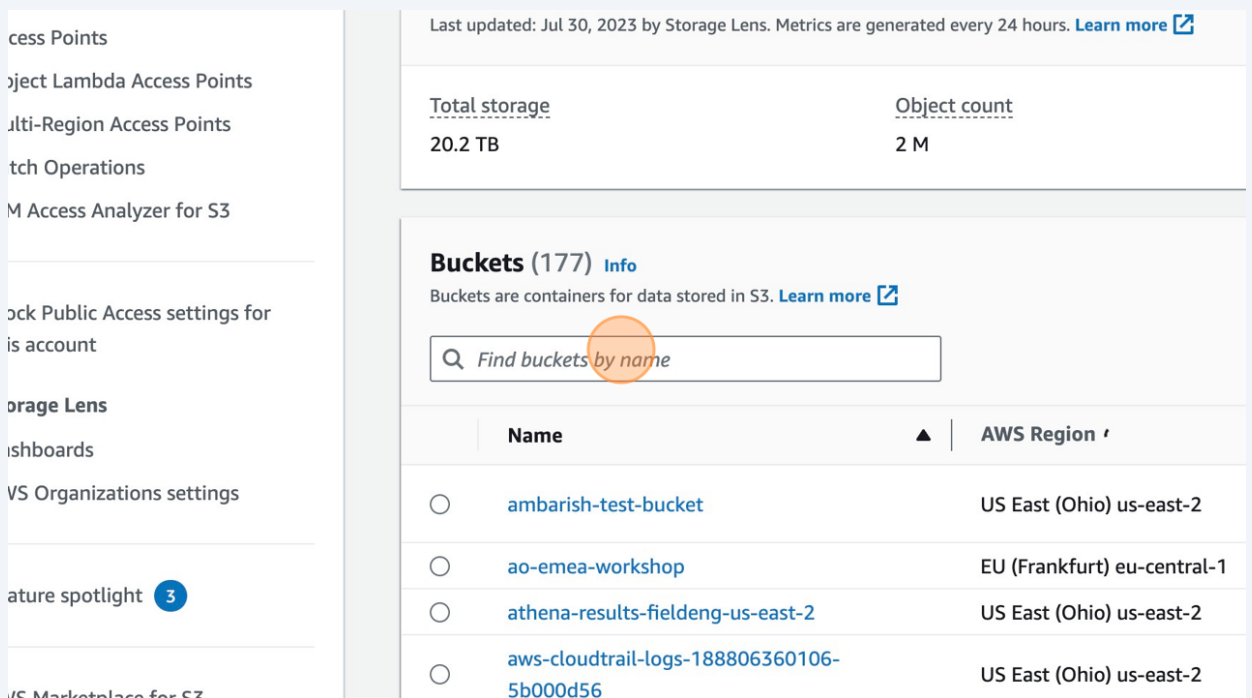 cess Points
oject Lambda Access Points
ulti-Region Access Points
tch Operations
M Access Analyzer for S3
ock Public Access settings for
is account
orage Lens
ashboards
WS Organizations settings
ature spotlight 3
WS Marketplace for S3
Last updated: Jul 30, 2023 by Storage Lens. Metrics are generated every 24 hours. Learn more
Total storage
20.2 TB
Object count
2 M
Buckets (177) Info
Buckets are containers for data stored in S3. Learn more
Find buckets by name
Name AWS Region
ambarish-test-bucket US East (Ohio) us-east-2
ao-emea-workshop EU (Frankfurt) eu-central-1
athena-results-fieldeng-us-east-2 US East (Ohio) us-east-2
aws-cloudtrail-logs-188806360106-
5b000d56 US East (Ohio) us-east-2